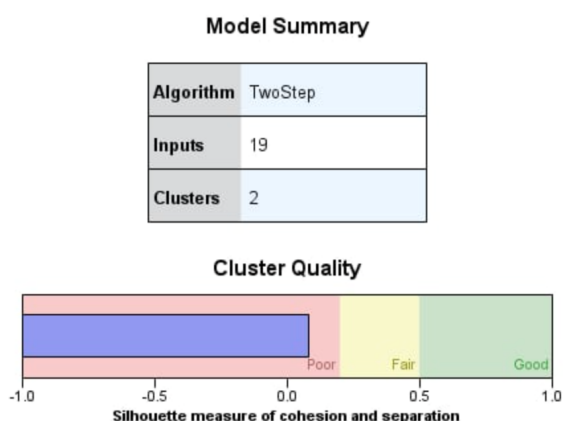 Model Summary
Algorithm TwoStep
Inputs 19
Clusters 2
Cluster Quality
Poor Fair Good
-1.0 -0.5 0.0 0.5 1.0
Silhouette measure of cohesion and separation